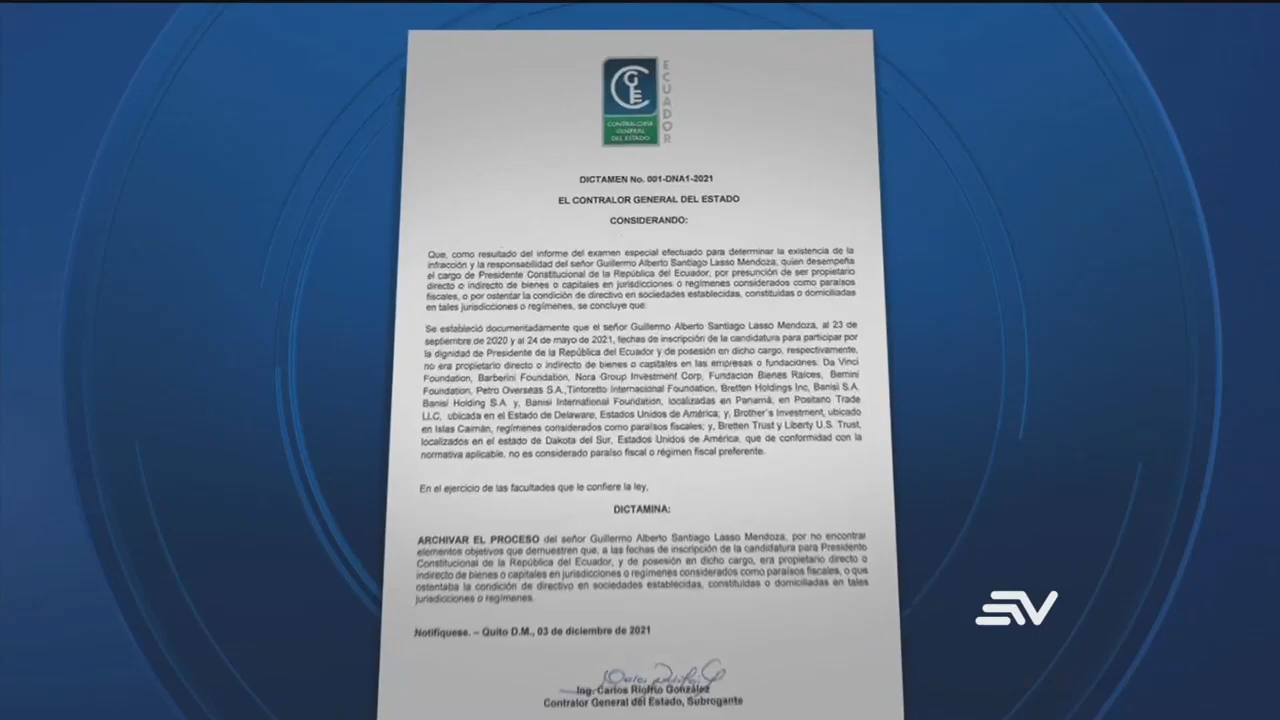 CGE
ECUADOR
CONTRALORÍA
GENERAL
DEL ESTADO
DICTAMEN No. 001-DNA1-2021
EL CONTRALOR GENERAL DEL ESTADO
CONSIDERANDO:
Que, como resultado del informe del examen especial efectuado para determinar la existencia de la
infracción y la responsabilidad del señor Guillermo Alberto Santiago Lasso Mendoza, quien desempeña
el cargo de Presidente Constitucional de la República del Ecuador, por presunción de ser propietario
directo o indirecto de bienes o capitales en jurisdicciones o regímenes considerados como paraísos
fiscales, o por ostentar la condición de directivo en sociedades establecidas, constituidas o domiciliadas
en tales jurisdicciones o regímenes, se concluye que:
Se estableció documentadamente que el señor Guillermo Alberto Santiago Lasso Mendoza, al 23 de
septiembre de 2020 y al 24 de mayo de 2021, fechas de inscripción de la candidatura para participar por
la dignidad de Presidente de la República del Ecuador y de posesión en dicho cargo, respectivamente,
no era propietario directo o indirecto de bienes o capitales en las empresas o fundaciones: Da Vinci
Foundation, Barberini Foundation, Nora Group Investment Corp, Fundación Bienes Raíces, Bernini
Foundation, Petro Overseas S.A.,Tintoretto Internacional Foundation, Bretten Holdings Inc, Banisi S.A.
Banisi Holding S.A. y, Banisi International Foundation, localizadas en Panamá, en Positano Trade
LLC, ubicada en el Estado de Delaware, Estados Unidos de América; y, Brother's Investment, ubicado
en Islas Caimán, regímenes considerados como paraísos fiscales; y, Bretten Trust y Liberty U.S. Trust,
localizados en el estado de Dakota del Sur, Estados Unidos de América, que de conformidad con la
normativa aplicable, no es considerado paraíso fiscal o régimen fiscal preferente.
En el ejercicio de las facultades que le confiere la ley,
DICTAMINA:
ARCHIVAR EL PROCESO del señor Guillermo Alberto Santiago Lasso Mendoza, por no encontrar
elementos objetivos que demuestren que, a las fechas de inscripción de la candidatura para Presidente
Constitucional de la República del Ecuador, y de posesión en dicho cargo, era propietario directo o
indirecto de bienes o capitales en jurisdicciones o regímenes considerados como paraísos fiscales, o que
ostentaba la condición de directivo en sociedades establecidas, constituidas o domiciliadas en tales
jurisdicciones o regímenes.
Notifíquese. – Quito D.M., 03 de diciembre de 2021
Ing. Carlos Riofrío González
Contralor General del Estado, Subrogante
EV